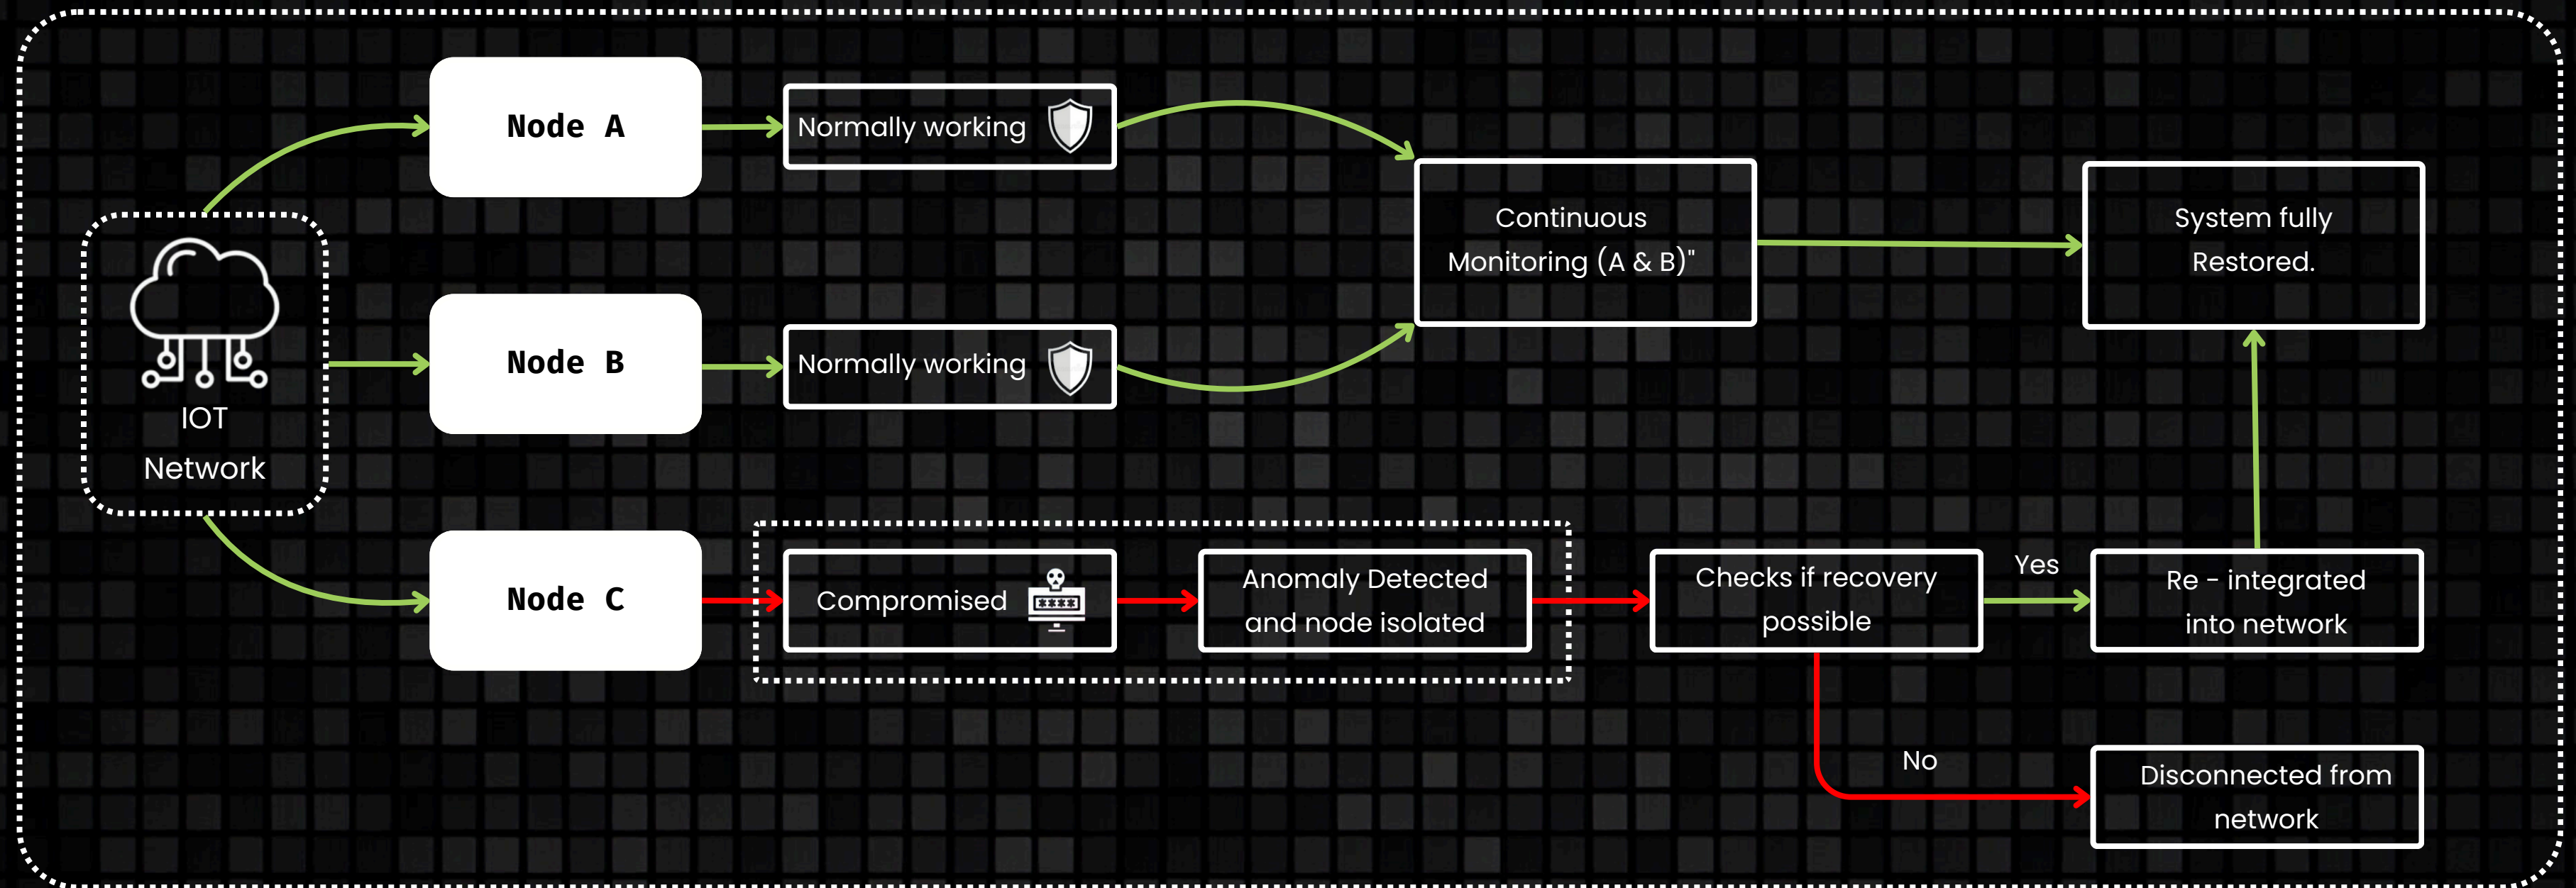 Node A
Normally working
Continuous
Monitoring (A & B)"
System fully
Restored.
IOT
Network
Node B
Normally working
Node C
Compromised
****
Anomaly Detected
and node isolated
Checks if recovery
possible
Yes
Re - integrated
into network
No
Disconnected from
network